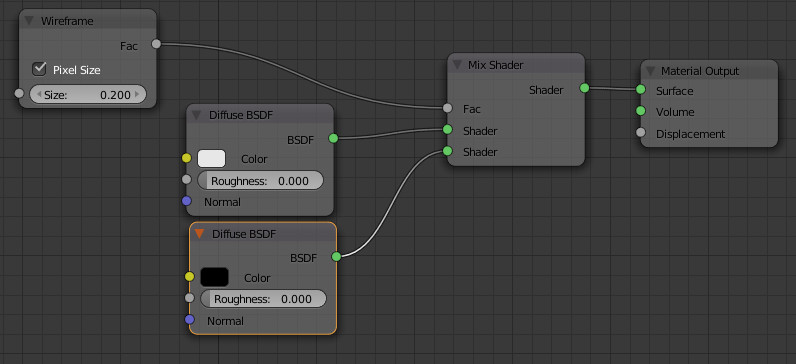 Wireframe
Fac
Pixel Size
Size: 0.200
Diffuse BSDF
BSDF
Color
Roughness: 0.000
Normal
Diffuse BSDF
BSDF
Color
Roughness: 0.000
Normal
Mix Shader
Shader
Fac
Shader
Shader
Material Output
Surface
Volume
Displacement